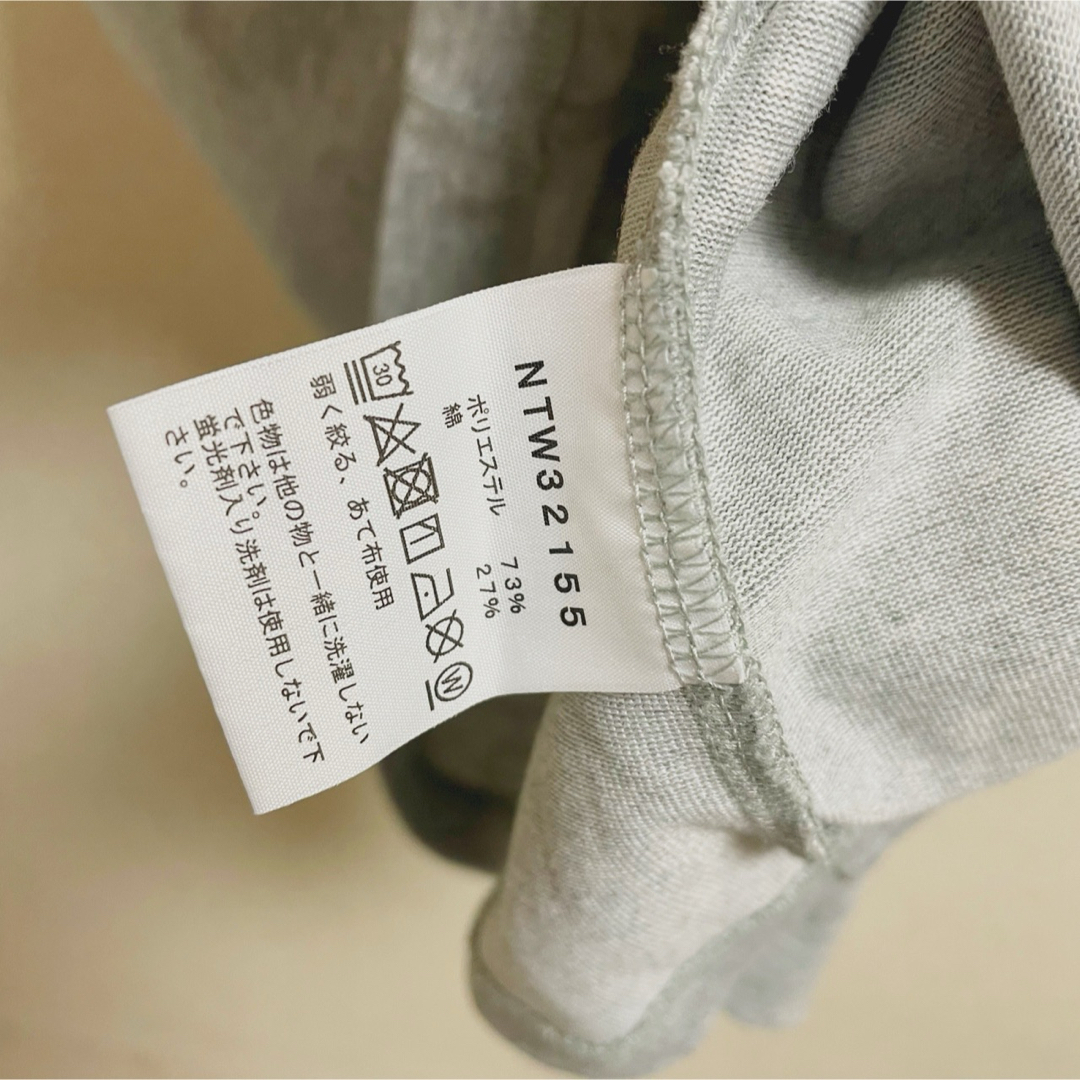 NTW32155
ポリエステル 73%
綿 27%
30
W
弱く絞る、あて布使用
色物は他の物と一緒に洗濯しない
で下さい。
蛍光剤入り洗剤は使用しないで下
さい。